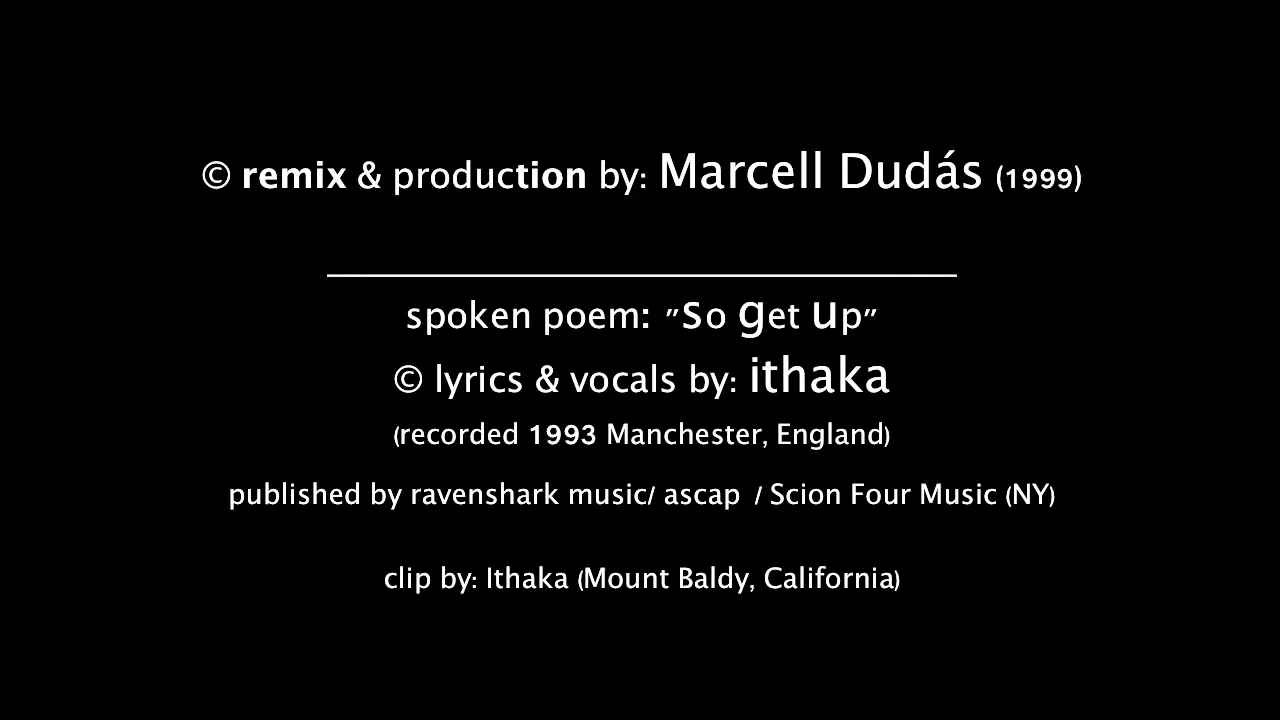 © remix & production by: Marcell Dudás (1999)
spoken poem: "So get up"
© lyrics & vocals by: ithaka
(recorded 1993 Manchester, England)
published by ravenshark music/ ascap / Scion Four Music (NY)
clip by: Ithaka (Mount Baldy, California)